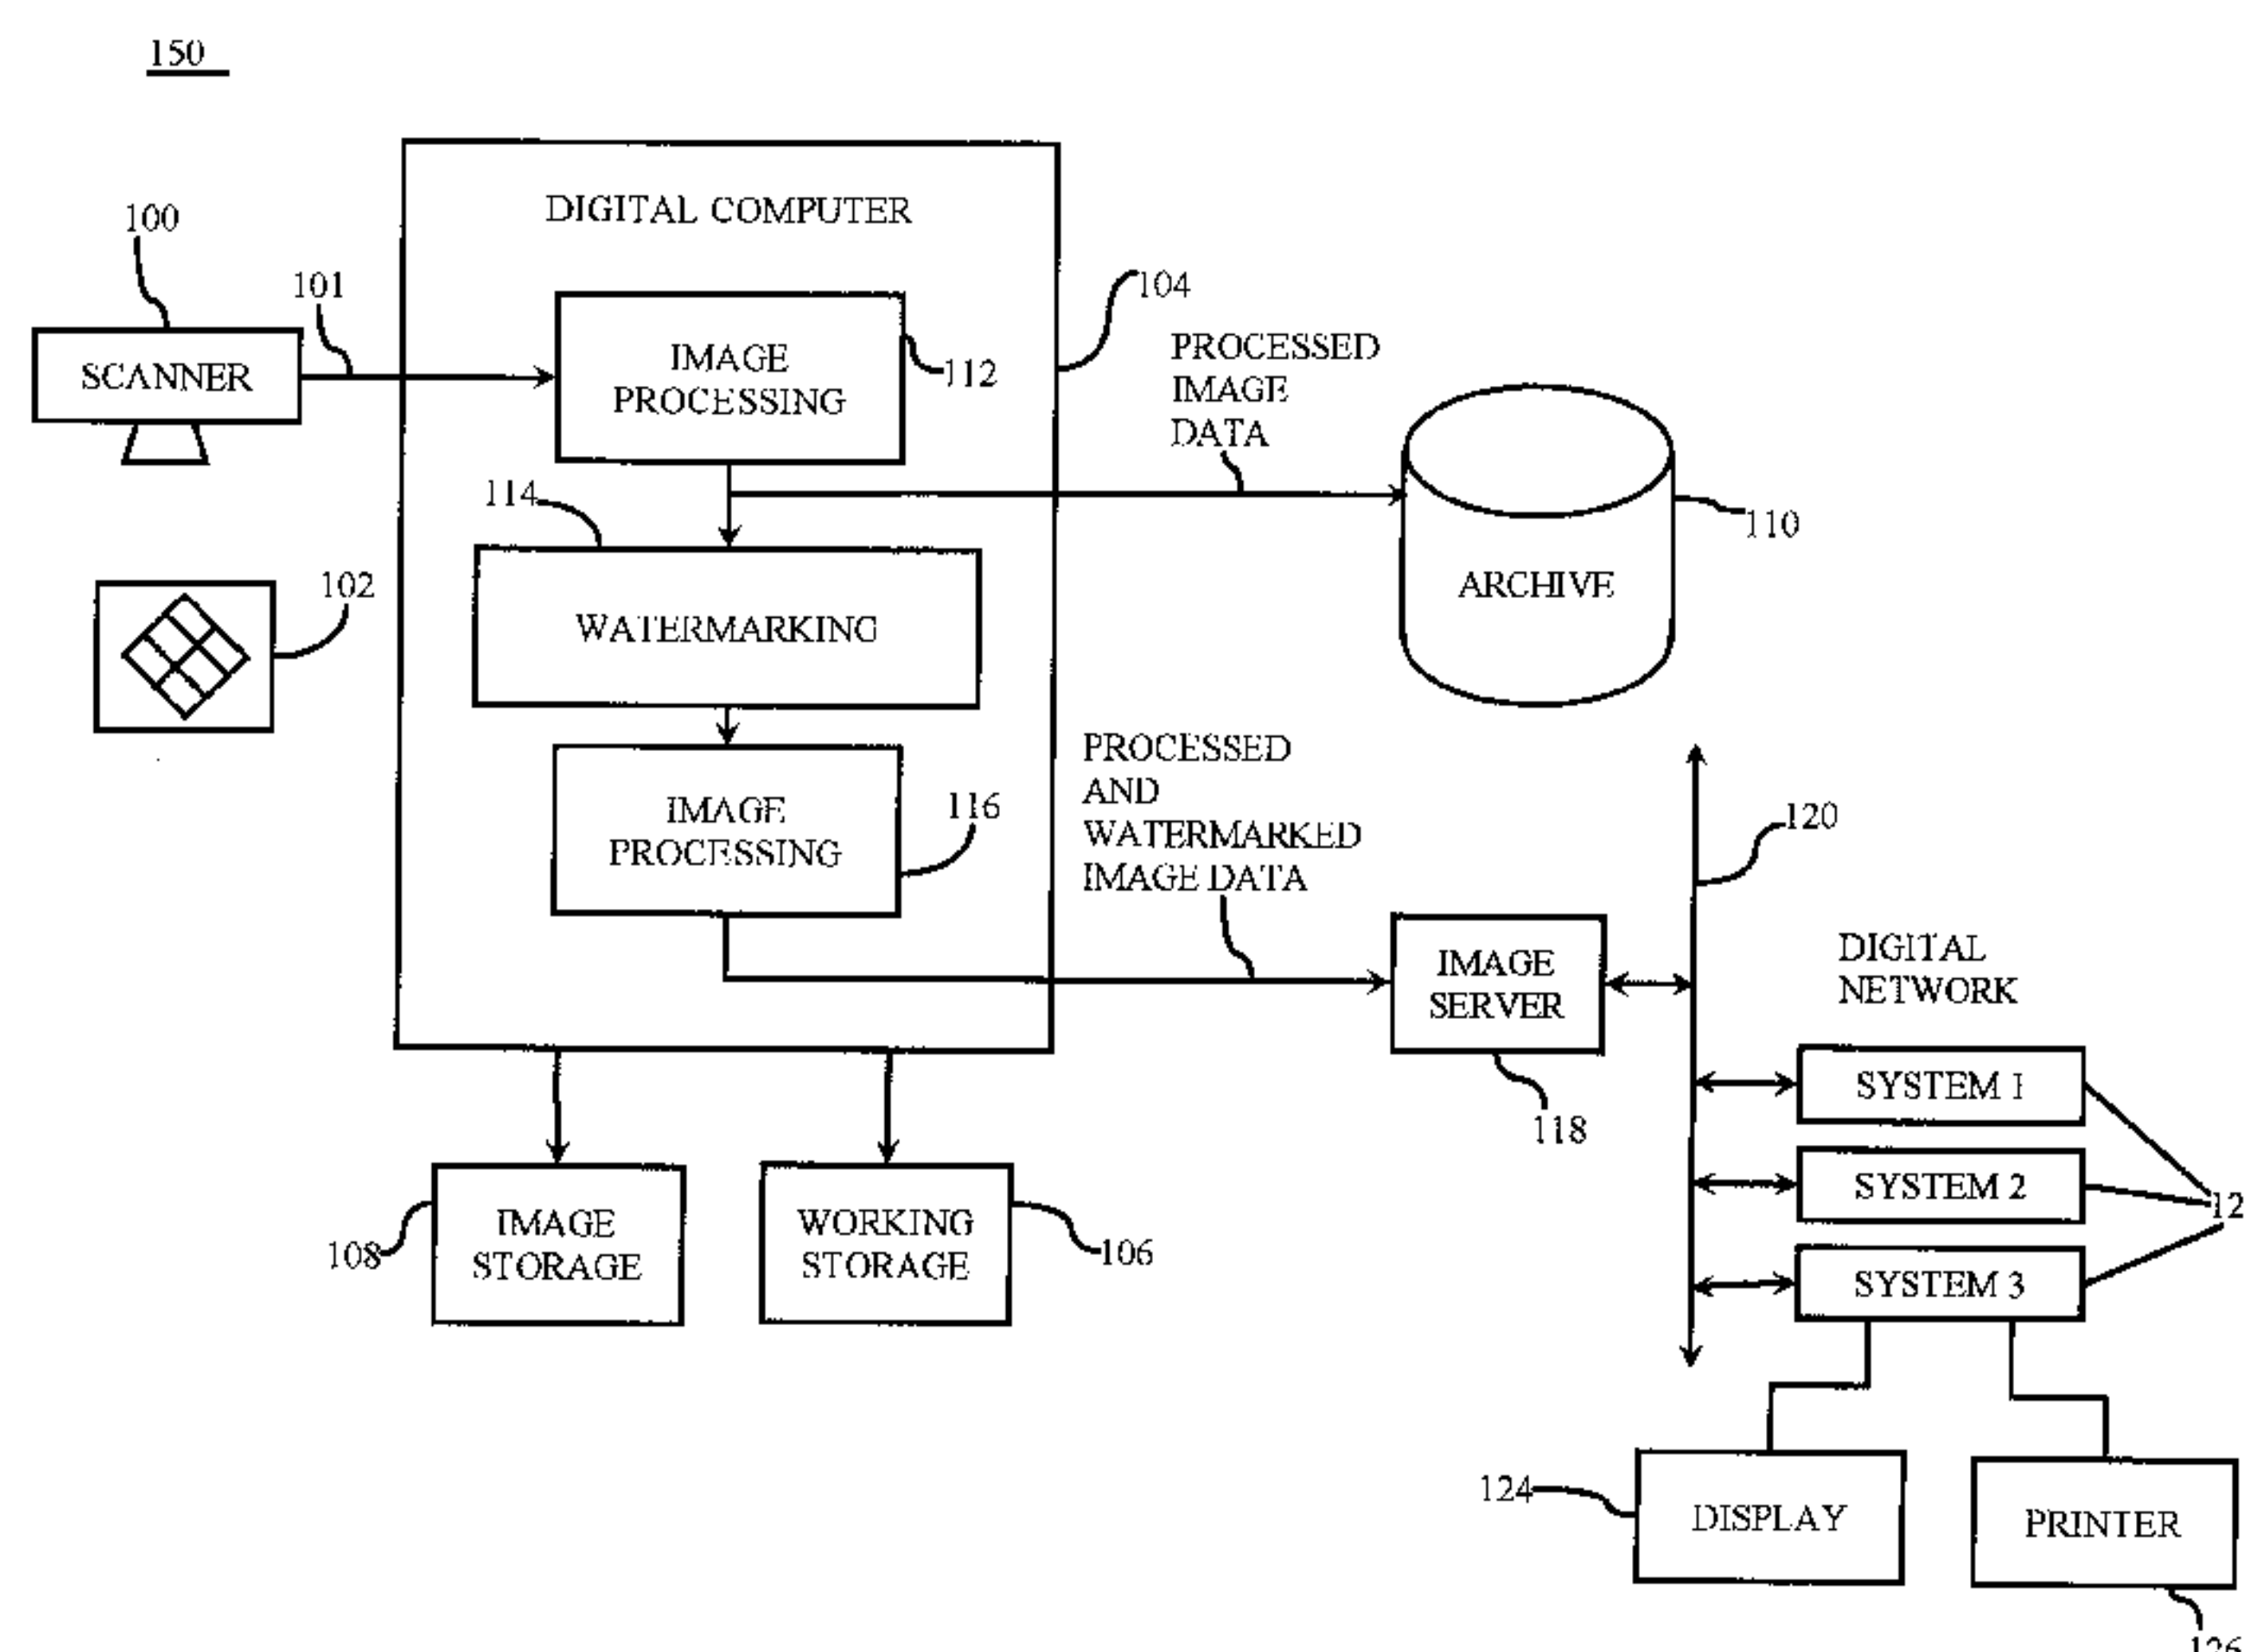 150
DIGITAL COMPUTER
100
101
104
SCANNER
IMAGE
PROCESSING
112
PROCESSED
IMAGE
DATA
114
110
ARCHIVE
102
WATERMARKING
PROCESSED
AND
WATERMARKED
IMAGE DATA
IMAGE
PROCESSING
116
120
IMAGE
SERVER
DIGITAL
NETWORK
118
SYSTEM 1
SYSTEM 2
SYSTEM 3
12
108
IMAGE
STORAGE
WORKING
STORAGE
106
124
DISPLAY
PRINTER
126